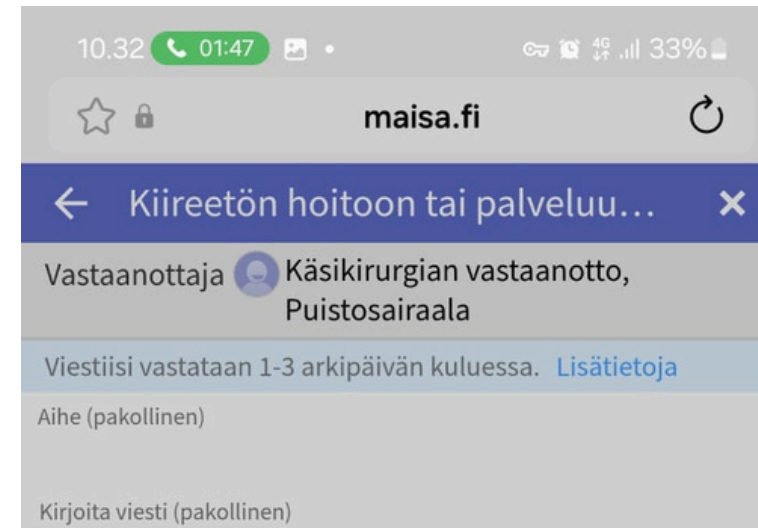 10.32 01:47 4G 33%
maisa.fi
Kiireetön hoitoon tai palveluu...
Vastaanottaja Käsikirurgian vastaanotto,
Puistosairaala
Viestiisi vastataan 1-3 arkipäivän kuluessa. Lisätietoja
Aihe (pakollinen)
Kirjoita viesti (pakollinen)